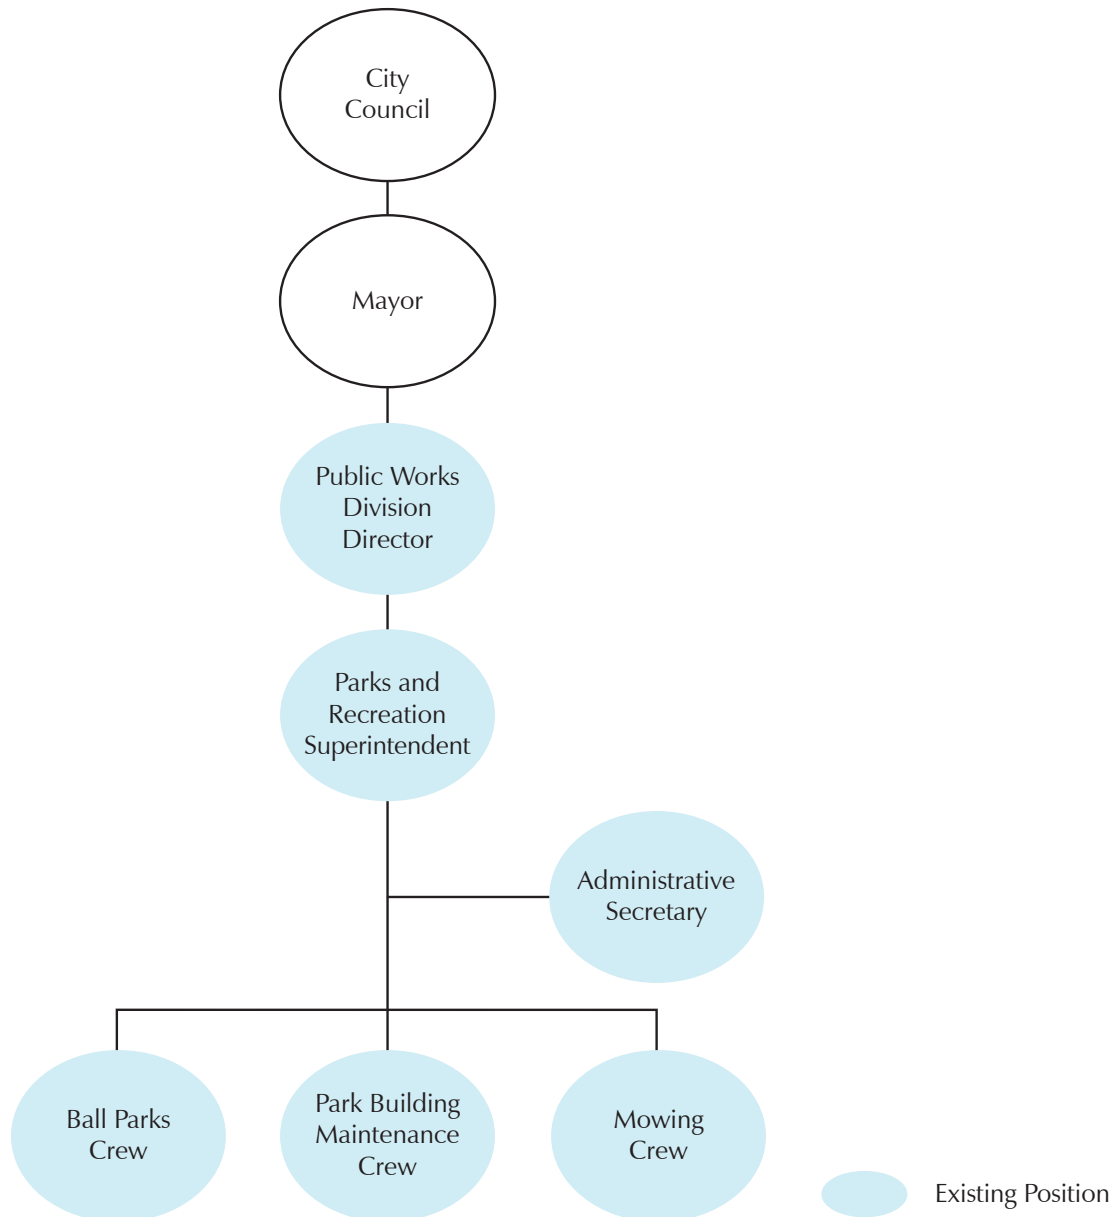 City
Council
Mayor
Public Works
Division
Director
Parks and
Recreation
Superintendent
Administrative
Secretary
Ball Parks
Crew
Park Building
Maintenance
Crew
Mowing
Crew
Existing Position